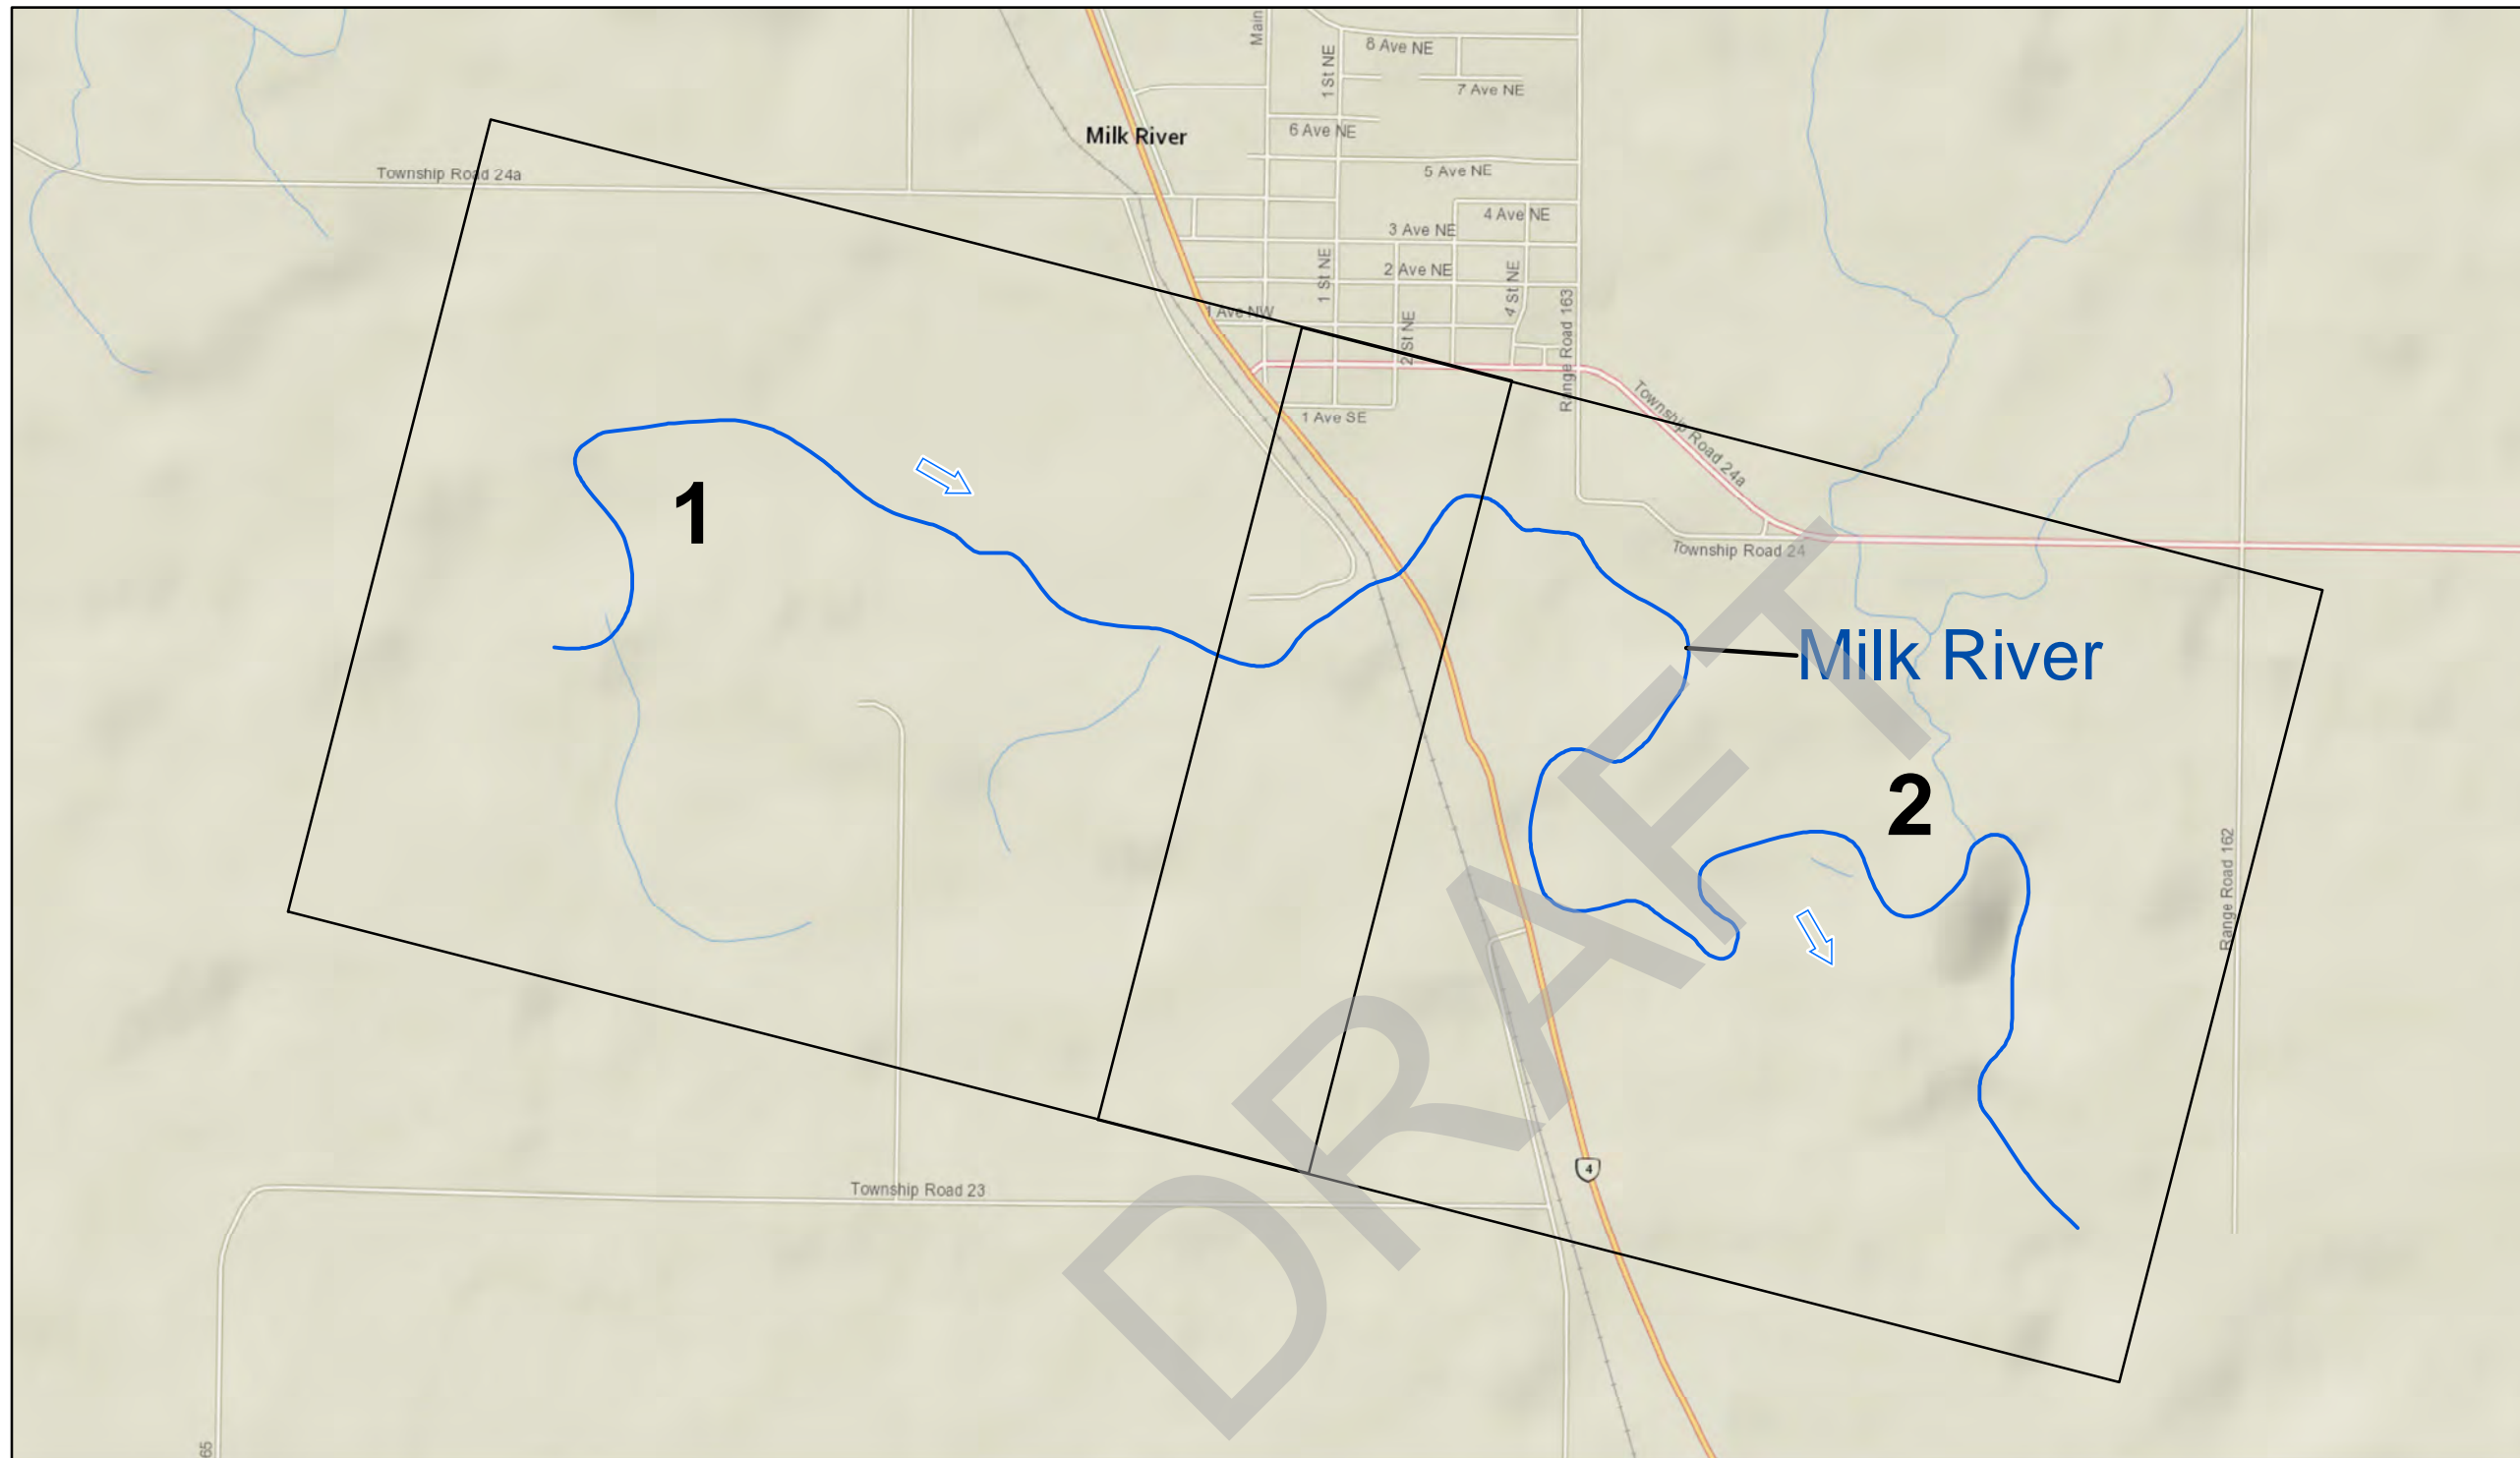 Main
8 Ave NE
1 St NE
7 Ave NE
Milk River
6 Ave NE
5 Ave NE
Township Road 24a
4 Ave NE
3 Ave NE
2 Ave NE
1 St NE
4 St NE
Range Road 163
1 Ave NW
2 St NE
Township Road 24a
1 Ave SE
1
Township Road 24
Milk River
2
Range Road 162
DRAFT
4
Township Road 23
65